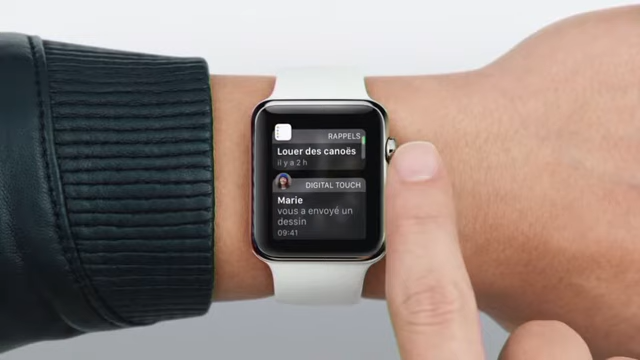 RAPPELS
Louer des canoës
il y a 2 h
DIGITAL TOUCH
Marie
vous a envoyé un
dessin
09:41